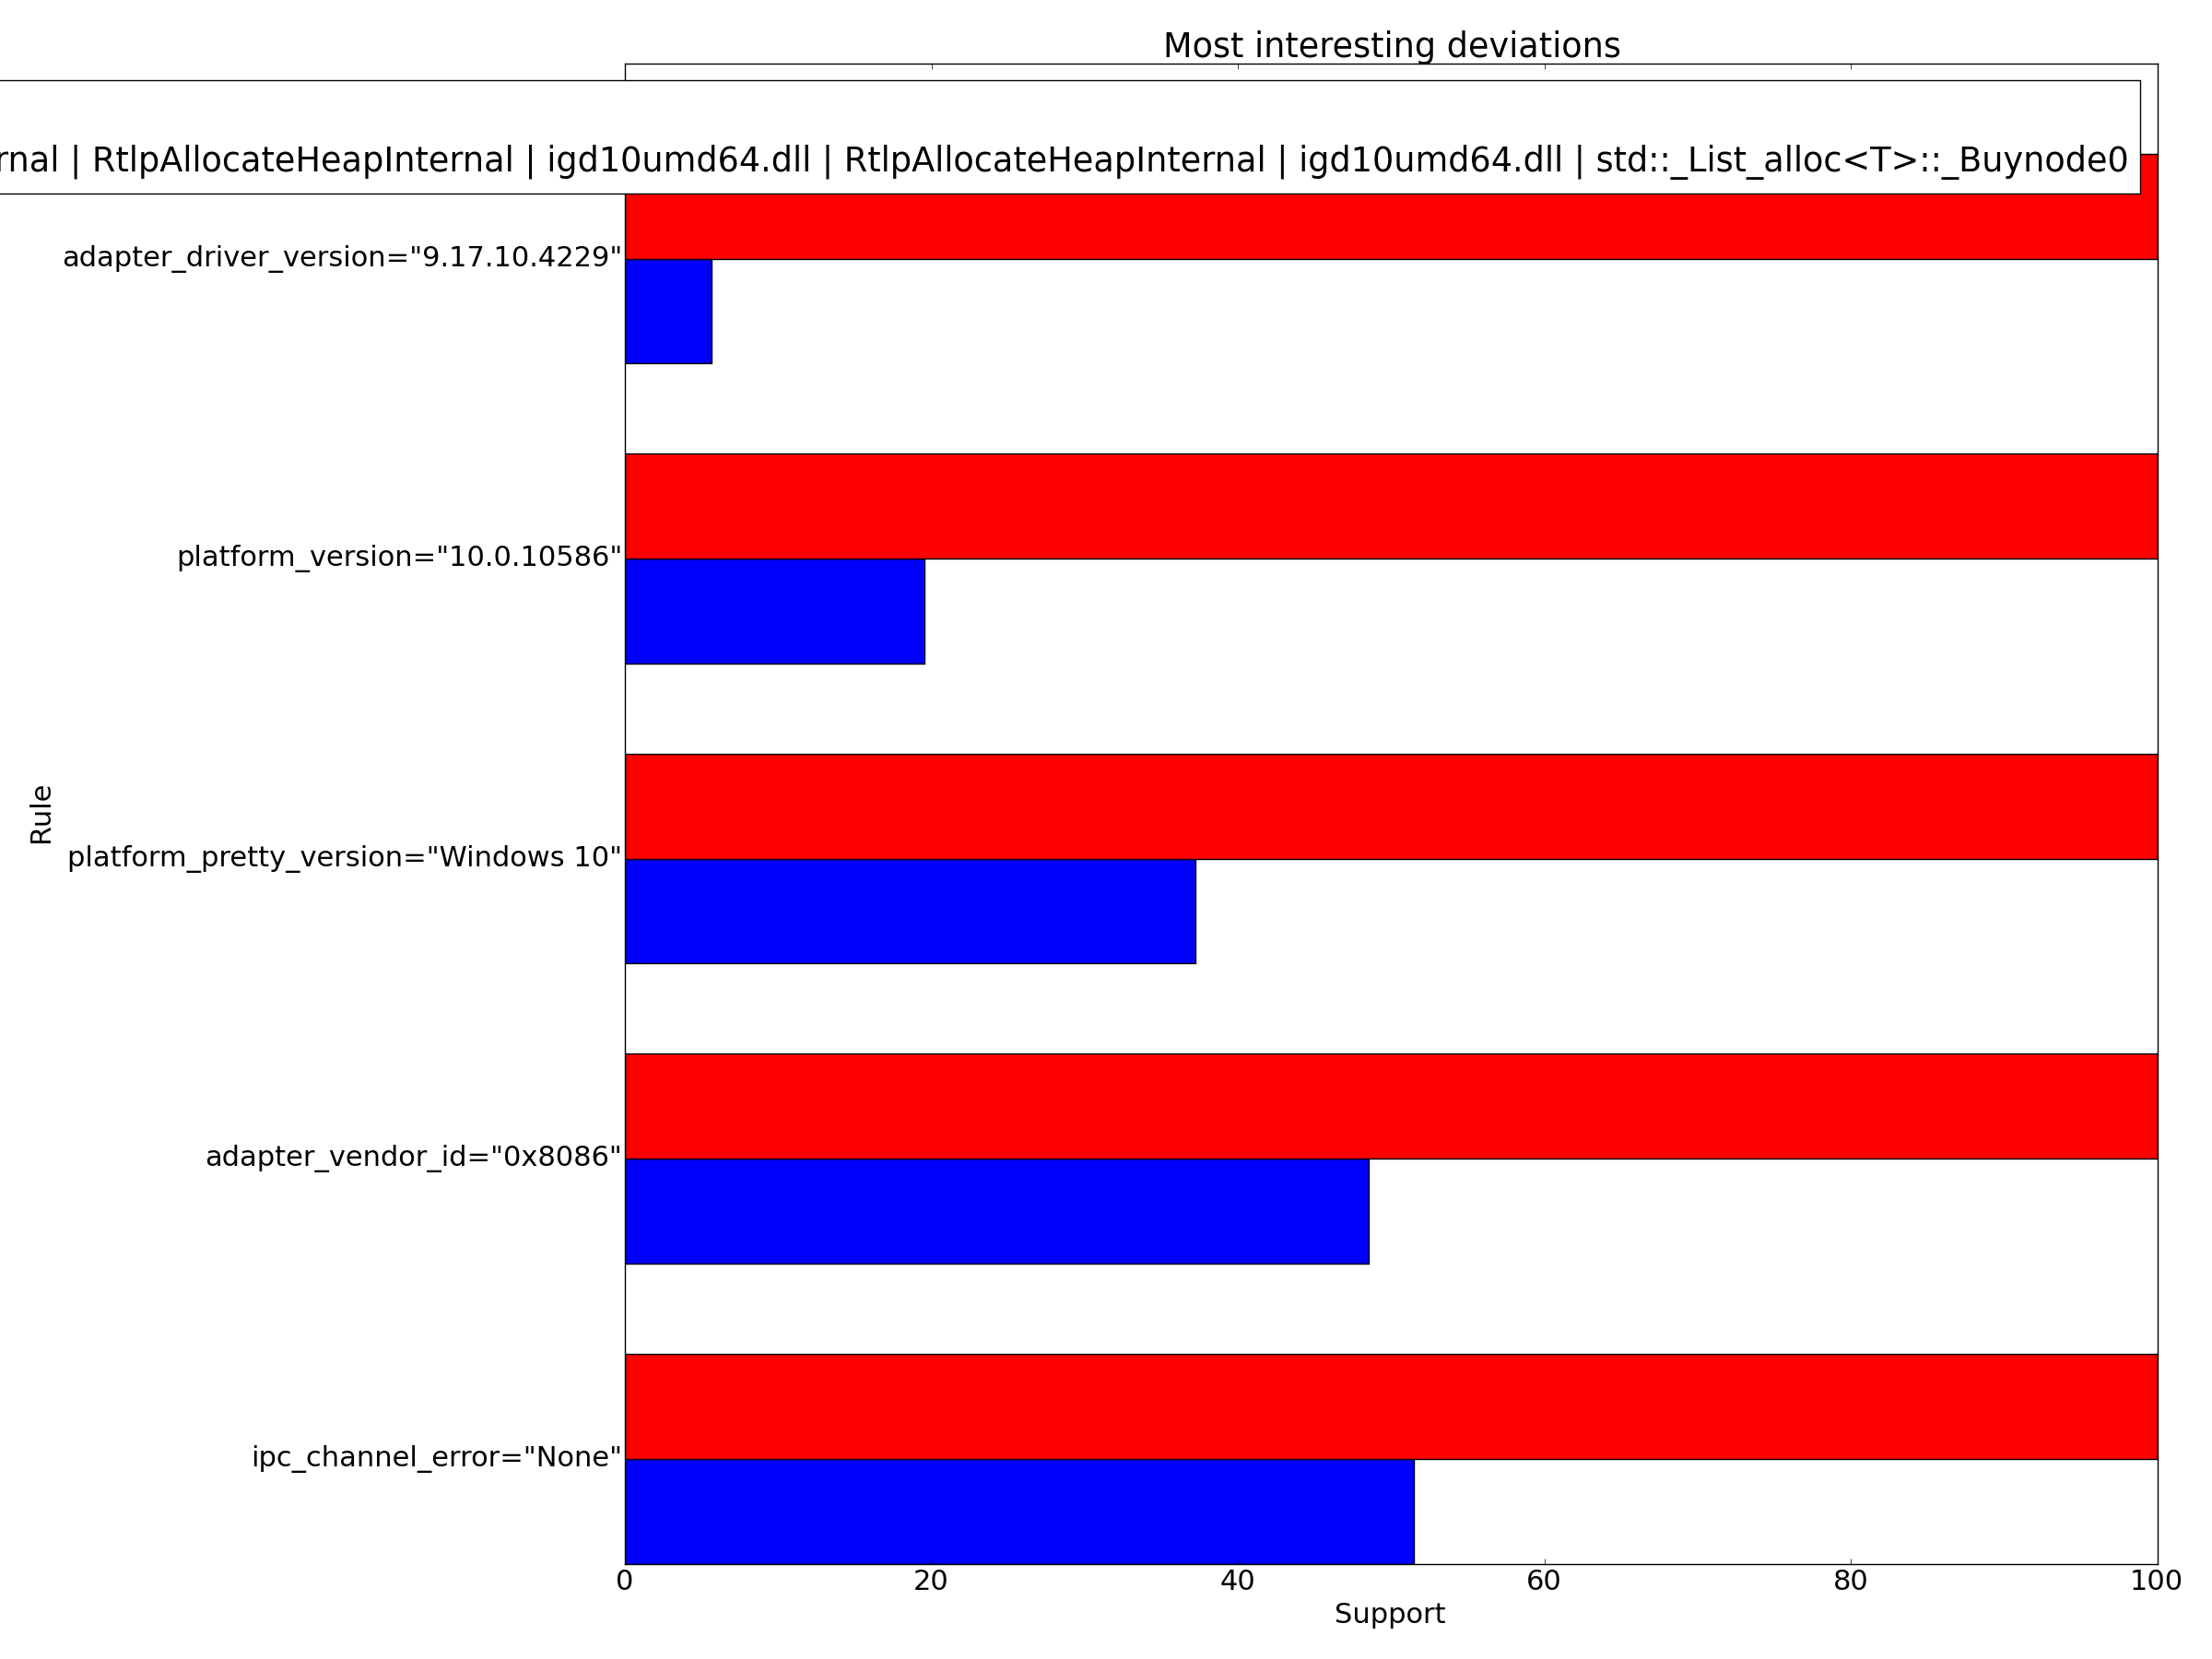 Most interesting deviations
| RtlpAllocateHeapInternal | igd10umd64.dll | RtlpAllocateHeapInternal | igd10umd64.dll | std::_List_alloc<T>::_Buynode0
adapter_driver_version="9.17.10.4229"
platform_version="10.0.10586"
platform_pretty_version="Windows 10"
adapter_vendor_id="0x8086"
ipc_channel_error="None"
Rule
0 20 40 60 80 100
Support